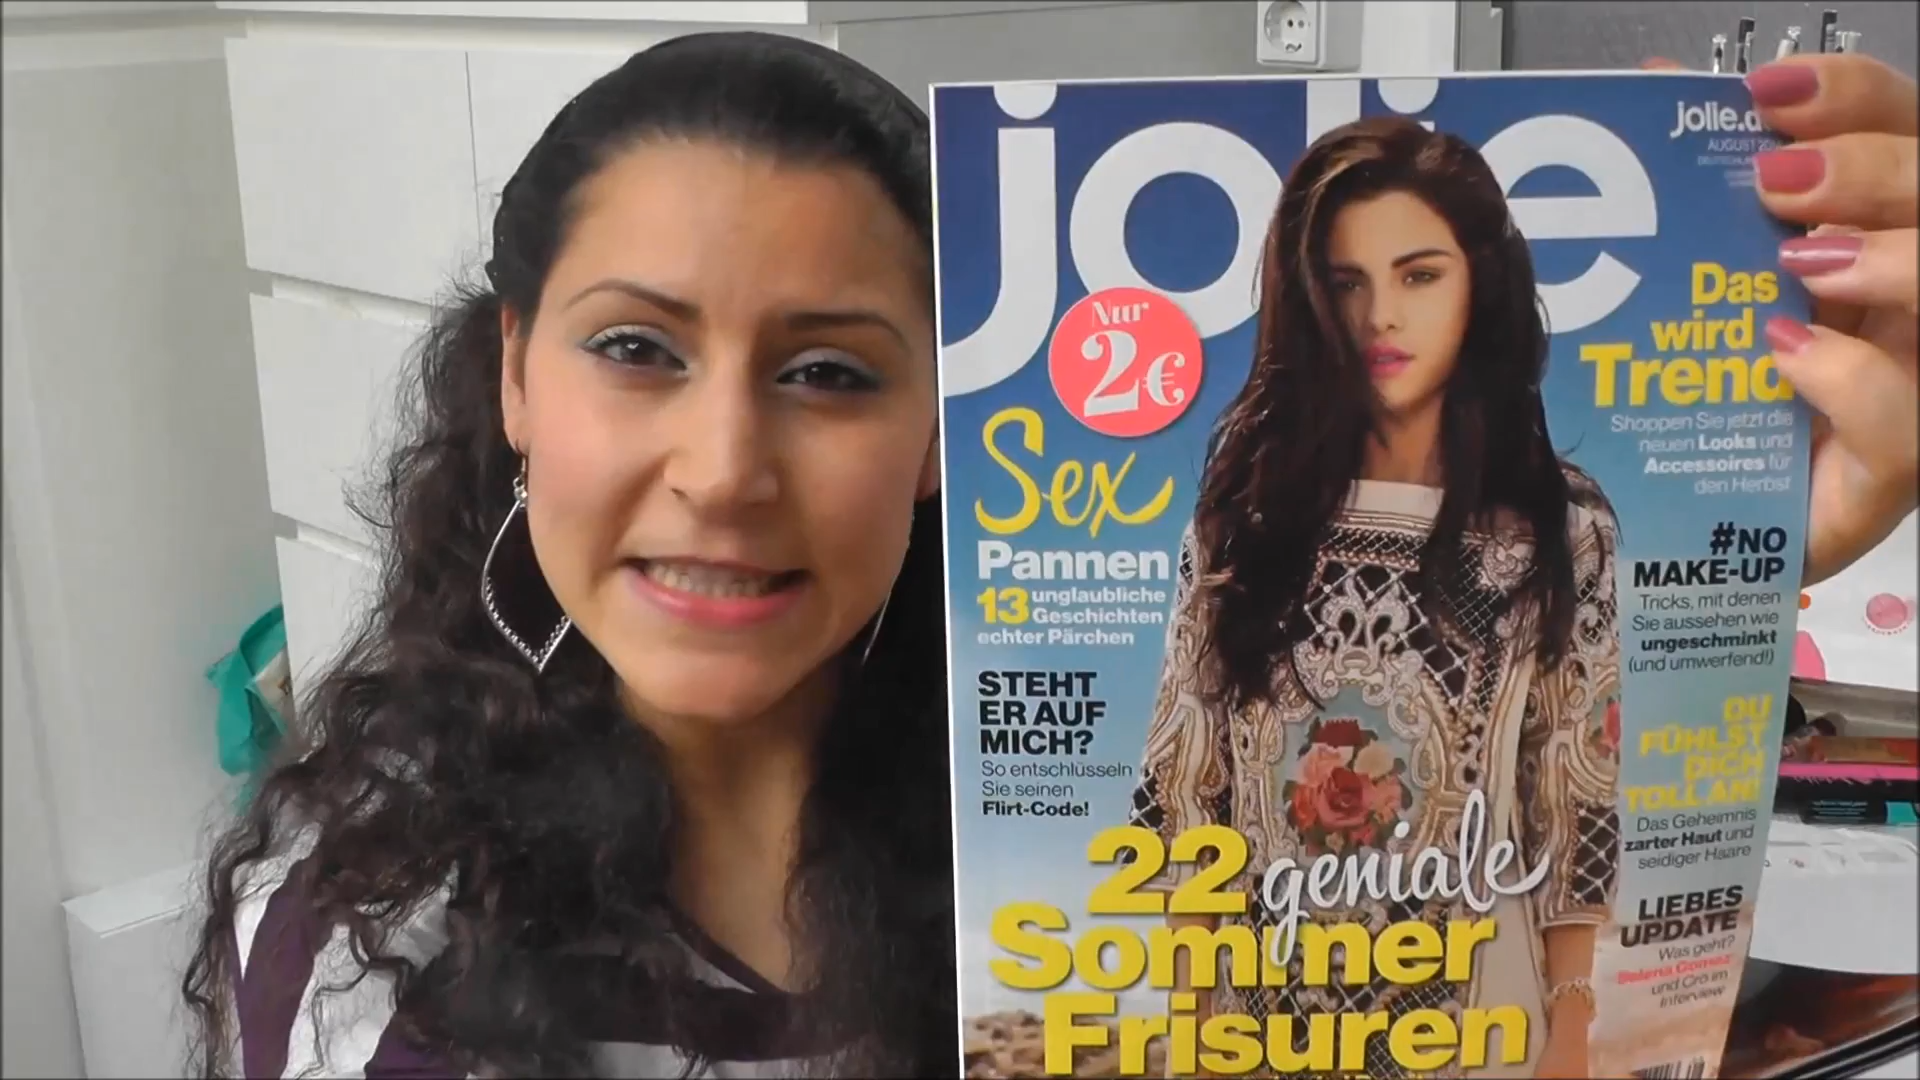 jolie
jolie.d
AUGUST
Nur
2€
Das
wird
Trend
Shoppen Sie jetzt die
neuen Looks und
Accessoires für
den Herbst
Sex
Pannen
13 unglaubliche
Geschichten
echter Pärchen
#NO
MAKE-UP
Tricks, mit denen
Sie aussehen wie
ungeschminkt
(und umwerfend!)
STEHT
ER AUF
MICH?
So entschlüsseln
Sie seinen
Flirt-Code!
DU
FÜHLST
DICH
TOLL AN!
Das Geheimnis
zarter Haut und
seidiger Haare
22 geniale
Sommer
Frisuren
LIEBES
UPDATE
Was geht?
Selena Gomez
und Cro im
Interview